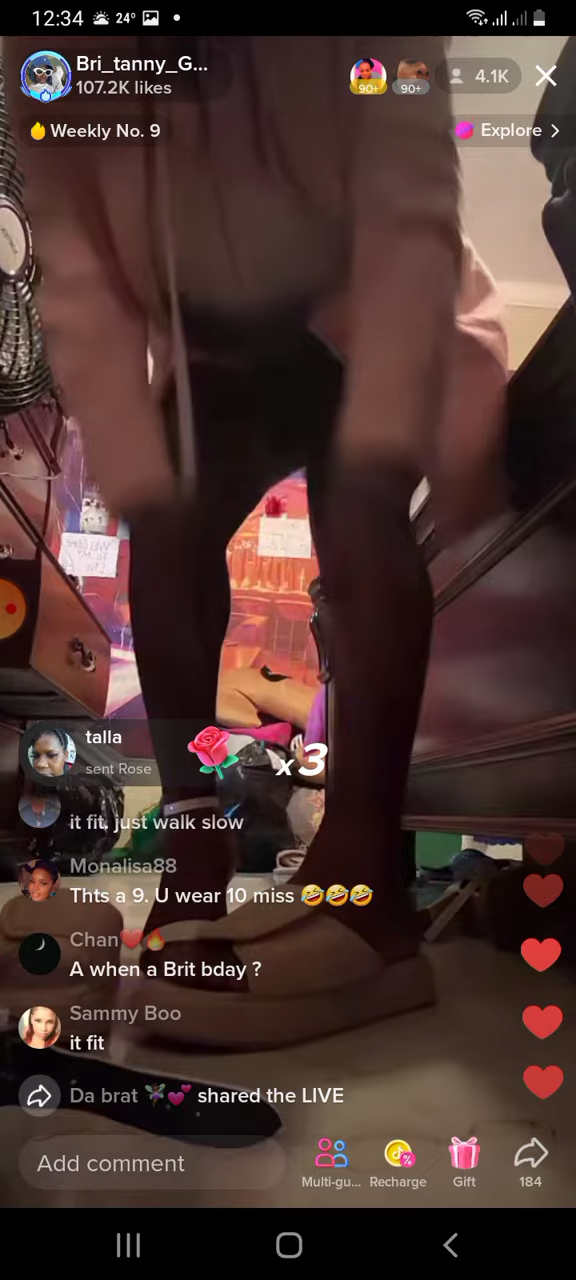 12:34 24°
Bri_tanny_G...
107.2K likes
90+
90+
4.1K
Weekly No. 9
Explore
talla
sent Rose
x3
it fit. just walk slow
Monalisa88
Thts a 9. U wear 10 miss 🤣🤣🤣
Chan❤️🔥
A when a Brit bday ?
Sammy Boo
it fit
Da brat 🧚💕 shared the LIVE
Add comment
Multi-gu...
Recharge
Gift
184